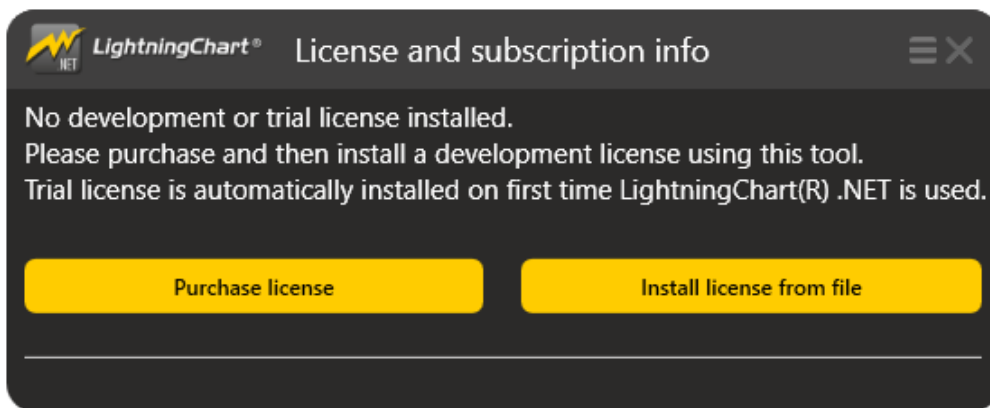 LightningChart® License and subscription info
NET
No development or trial license installed.
Please purchase and then install a development license using this tool.
Trial license is automatically installed on first time LightningChart(R) .NET is used.
Purchase license
Install license from file